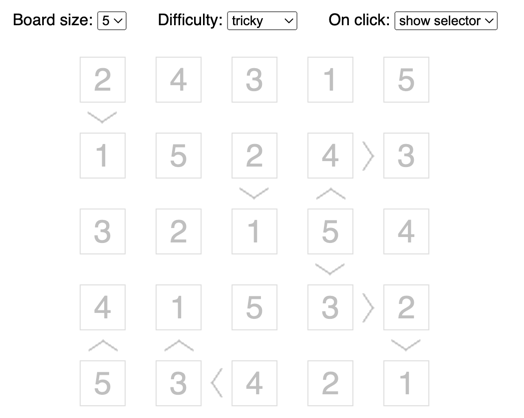 Board size: 5 Difficulty: tricky On click: show selector
2 4 3 1 5
1 5 2 4 > 3
3 2 1 5 4
4 1 5 3 > 2
5 3 < 4 2 1